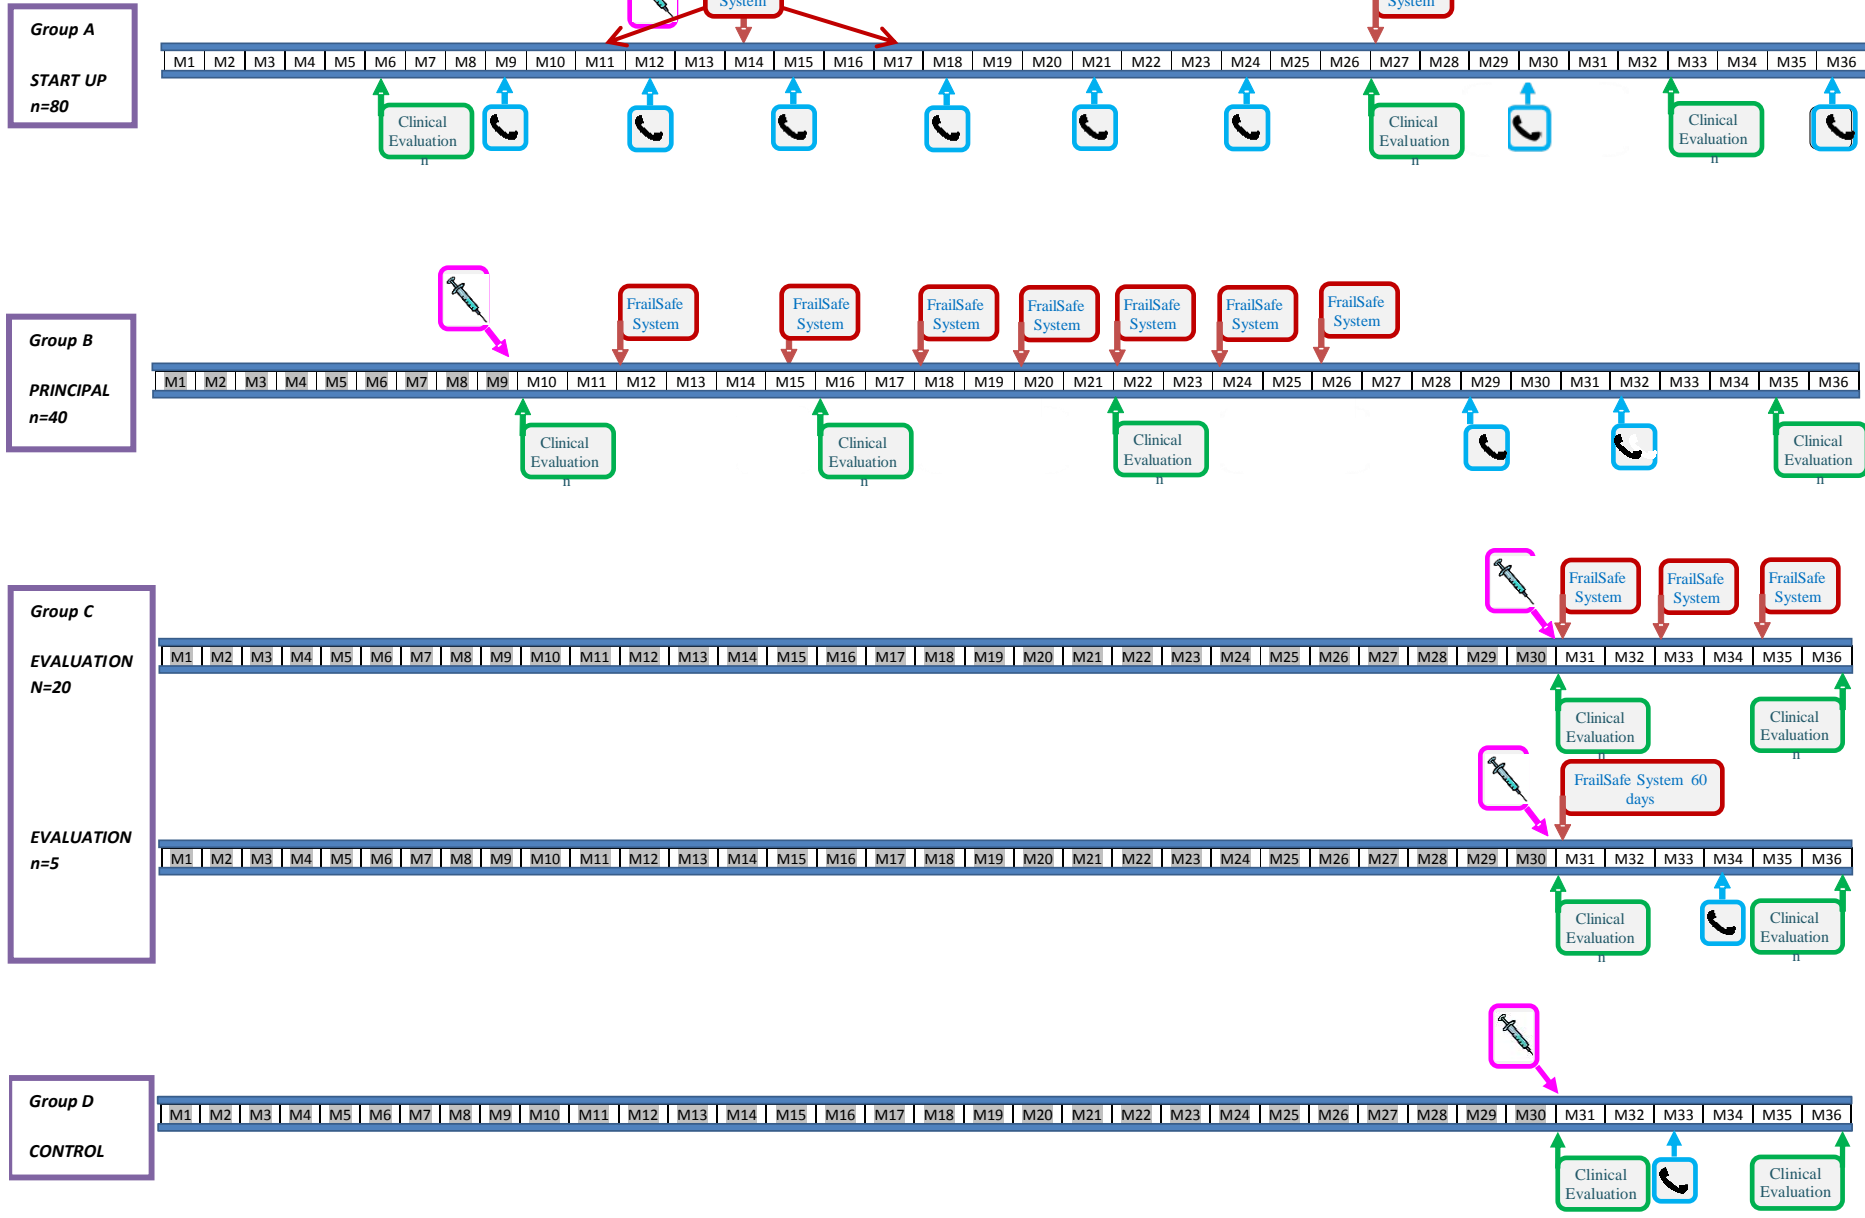 System
System
Group A
START UP
n=80
M1 M2 M3 M4 M5 M6 M7 M8 M9 M10 M11 M12 M13 M14 M15 M16 M17 M18 M19 M20 M21 M22 M23 M24 M25 M26 M27 M28 M29 M30 M31 M32 M33 M34 M35 M36
Clinical
Evaluation
n
Clinical
Evaluation
n
Clinical
Evaluation
n
Group B
PRINCIPAL
n=40
FrailSafe
System
FrailSafe
System
FrailSafe
System
FrailSafe
System
FrailSafe
System
FrailSafe
System
FrailSafe
System
M1 M2 M3 M4 M5 M6 M7 M8 M9 M10 M11 M12 M13 M14 M15 M16 M17 M18 M19 M20 M21 M22 M23 M24 M25 M26 M27 M28 M29 M30 M31 M32 M33 M34 M35 M36
Clinical
Evaluation
n
Clinical
Evaluation
n
Clinical
Evaluation
n
Clinical
Evaluation
n
Group C
EVALUATION
N=20
FrailSafe
System
FrailSafe
System
FrailSafe
System
M1 M2 M3 M4 M5 M6 M7 M8 M9 M10 M11 M12 M13 M14 M15 M16 M17 M18 M19 M20 M21 M22 M23 M24 M25 M26 M27 M28 M29 M30 M31 M32 M33 M34 M35 M36
Clinical
Evaluation
n
Clinical
Evaluation
n
EVALUATION
n=5
FrailSafe System 60
days
M1 M2 M3 M4 M5 M6 M7 M8 M9 M10 M11 M12 M13 M14 M15 M16 M17 M18 M19 M20 M21 M22 M23 M24 M25 M26 M27 M28 M29 M30 M31 M32 M33 M34 M35 M36
Clinical
Evaluation
n
Clinical
Evaluation
n
Group D
CONTROL
M1 M2 M3 M4 M5 M6 M7 M8 M9 M10 M11 M12 M13 M14 M15 M16 M17 M18 M19 M20 M21 M22 M23 M24 M25 M26 M27 M28 M29 M30 M31 M32 M33 M34 M35 M36
Clinical
Evaluation
Clinical
Evaluation